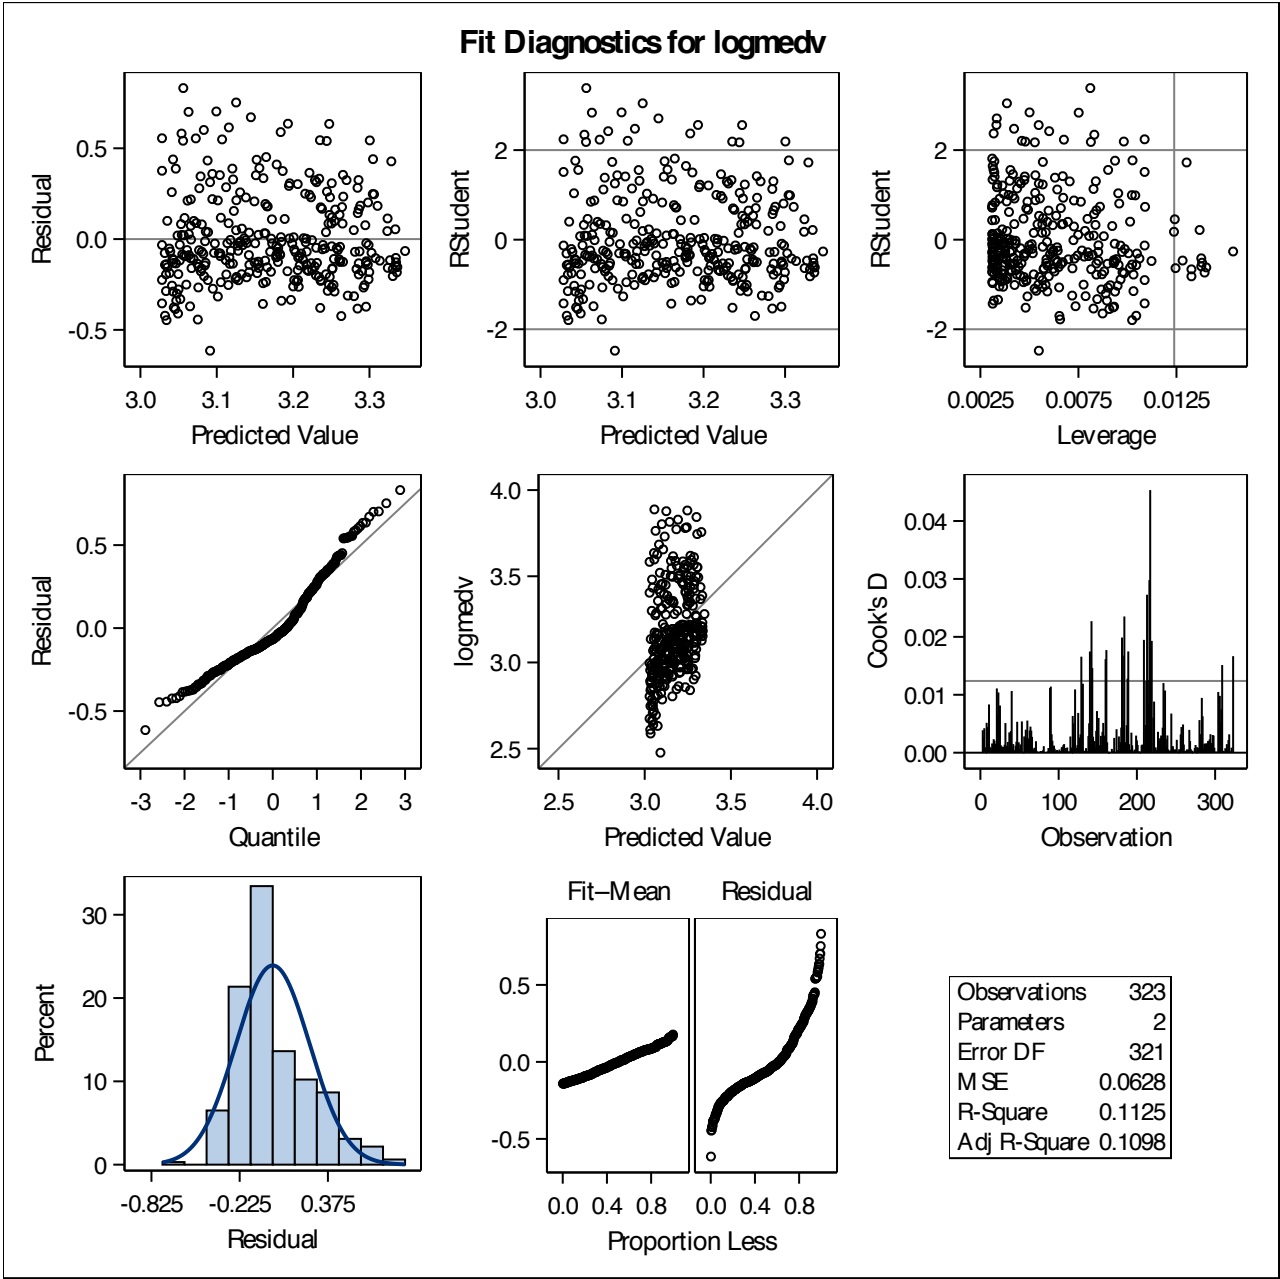 Fit Diagnostics for logmedv
Residual
0.5
0.0
-0.5
3.0 3.1 3.2 3.3
Predicted Value
RStudent
2
0
-2
3.0 3.1 3.2 3.3
Predicted Value
RStudent
2
0
-2
0.0025 0.0075 0.0125
Leverage
Residual
0.5
0.0
-0.5
-3 -2 -1 0 1 2 3
Quantile
logmedv
4.0
3.5
3.0
2.5
2.5 3.0 3.5 4.0
Predicted Value
Cook's D
0.04
0.03
0.02
0.01
0.00
0 100 200 300
Observation
Percent
30
20
10
0
-0.825 -0.225 0.375
Residual
Fit–Mean Residual
0.5
0.0
-0.5
0.0 0.4 0.8 0.0 0.4 0.8
Proportion Less
Observations 323
Parameters 2
Error DF 321
MSE 0.0628
R-Square 0.1125
Adj R-Square 0.1098